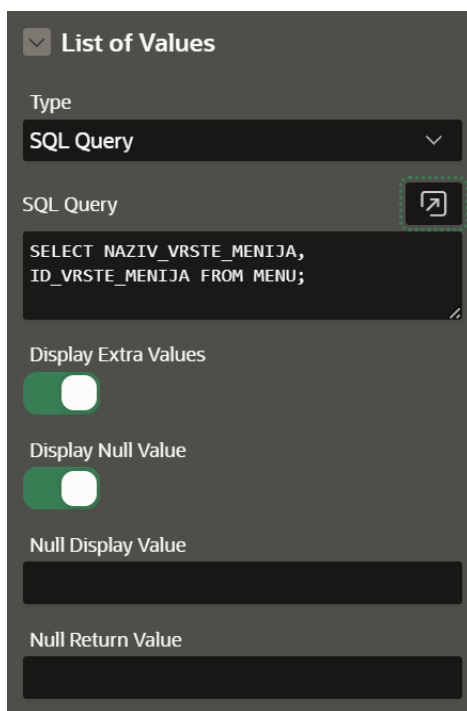 List of Values
Type
SQL Query
SQL Query
SELECT NAZIV_VRSTE_MENIJA,
ID_VRSTE_MENIJA FROM MENU;
Display Extra Values
Display Null Value
Null Display Value
Null Return Value